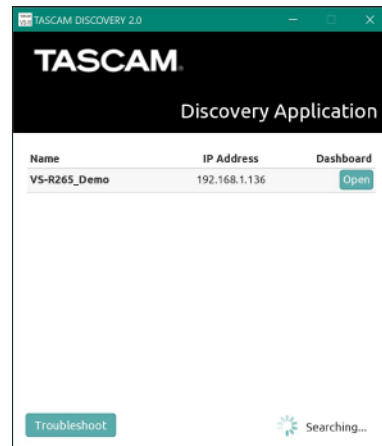 TASCAM DISCOVERY 2.0
TASCAM.
Discovery Application
Name IP Address Dashboard
VS-R265_Demo 192.168.1.136 Open
Troubleshoot Searching...